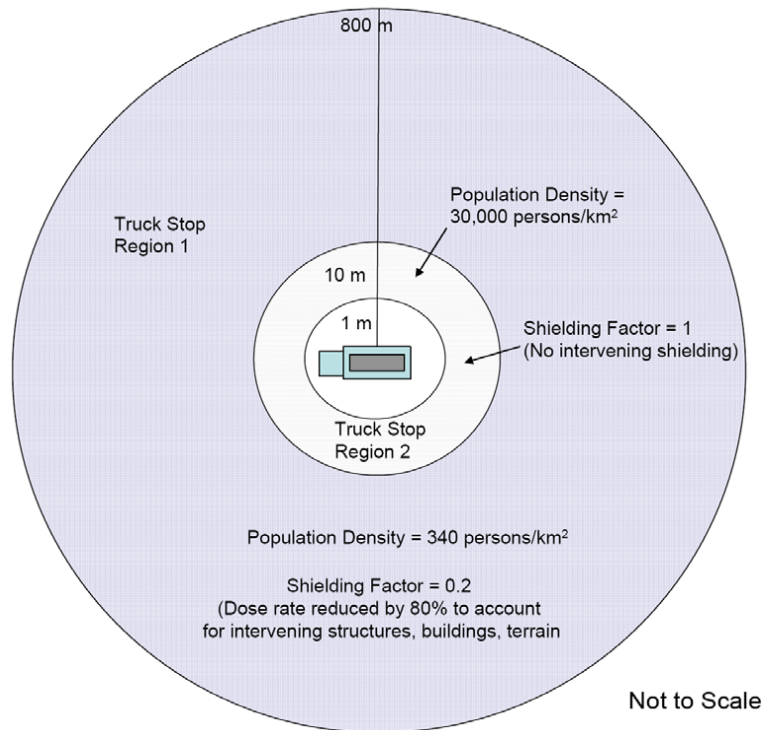 800 m
Population Density =
30,000 persons/km²
Truck Stop
Region 1
10 m
1 m
Shielding Factor = 1
(No intervening shielding)
Truck Stop
Region 2
Population Density = 340 persons/km²
Shielding Factor = 0.2
(Dose rate reduced by 80% to account
for intervening structures, buildings, terrain
Not to Scale